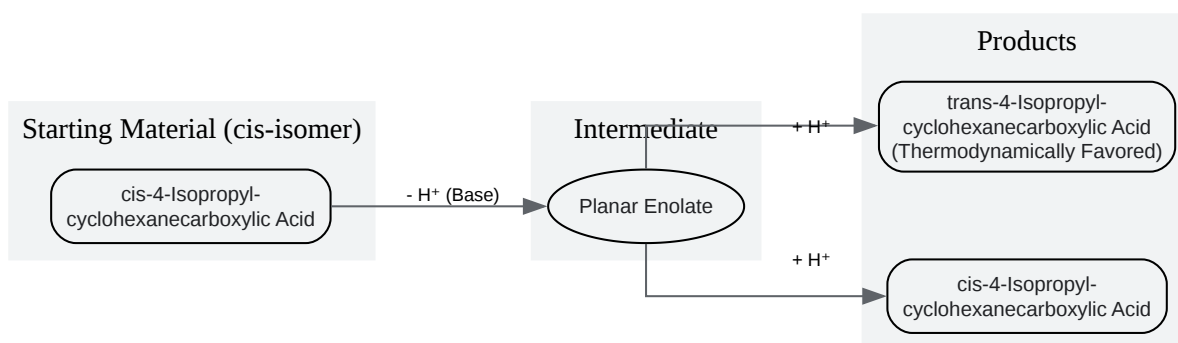 Starting Material (cis-isomer)
cis-4-Isopropyl-
cyclohexanecarboxylic Acid
- H⁺ (Base)
Intermediate
Planar Enolate
+ H⁺
+ H⁺
Products
trans-4-Isopropyl-
cyclohexanecarboxylic Acid
(Thermodynamically Favored)
cis-4-Isopropyl-
cyclohexanecarboxylic Acid